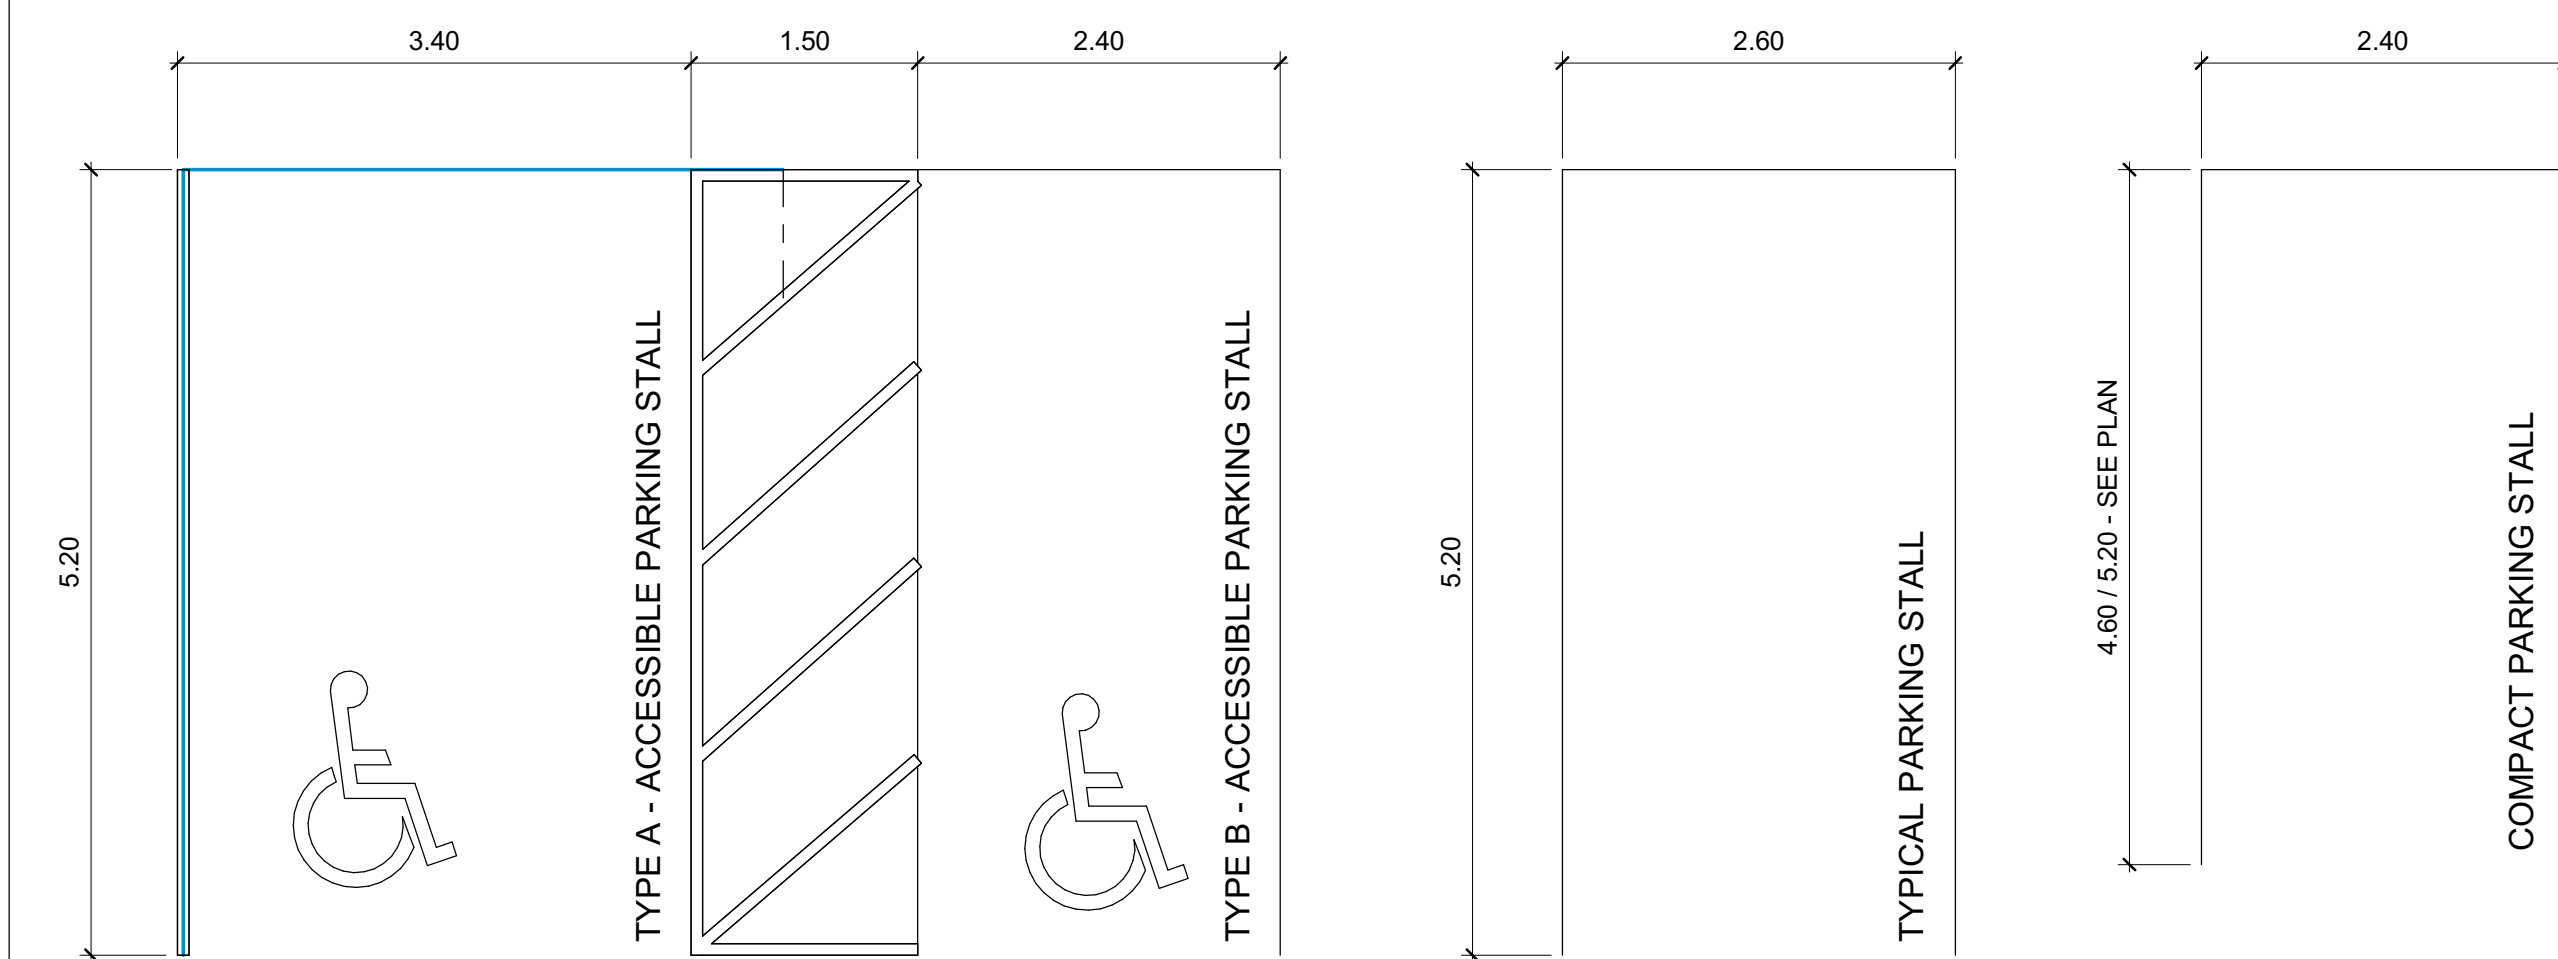 3.40
1.50
2.40
2.60
2.40
5.20
TYPE A - ACCESSIBLE PARKING STALL
TYPE B - ACCESSIBLE PARKING STALL
5.20
TYPICAL PARKING STALL
4.60 / 5.20 - SEE PLAN
COMPACT PARKING STALL